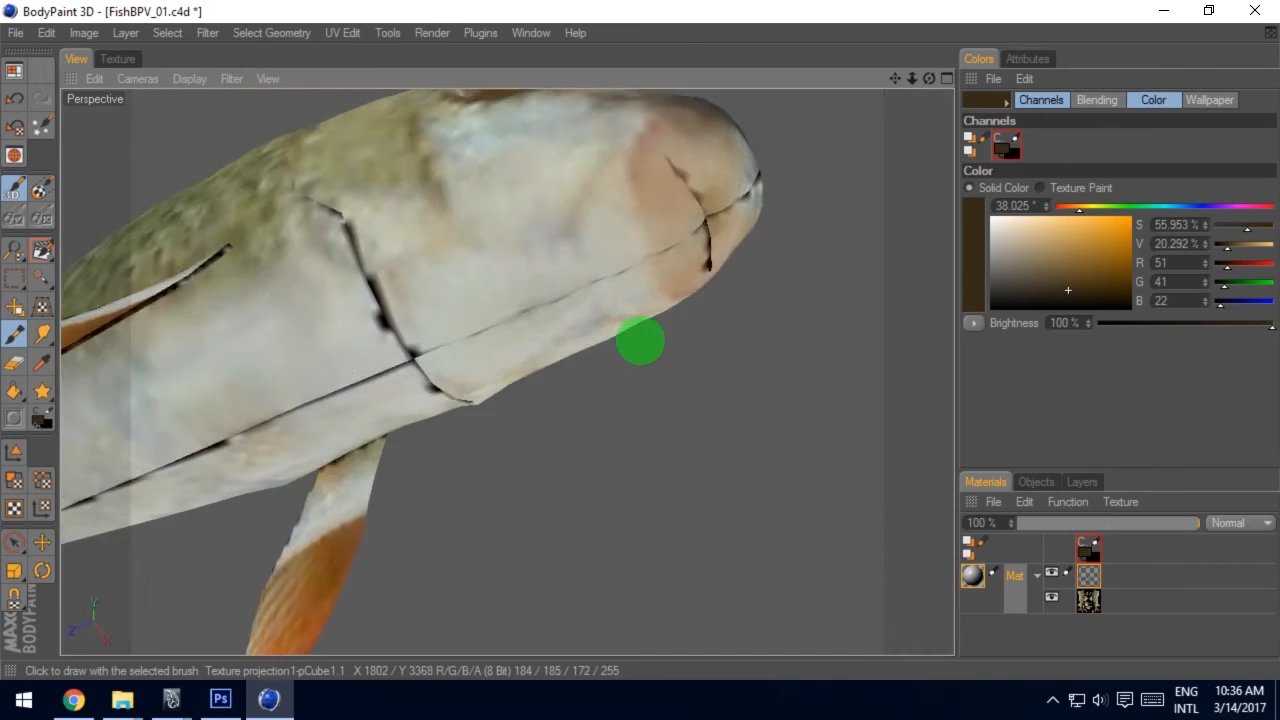 BodyPaint 3D - [FishBPV_01.c4d *]
File Edit Image Layer Select Filter Select Geometry UV Edit Tools Render Plugins Window Help
View Texture
Edit Cameras Display Filter View
Perspective
Colors Attributes
File Edit
Channels Blending Color Wallpaper
Channels
C..
Color
Solid Color Texture Paint
38.025 °
S 55.953 %
V 20.292 %
R 51
G 41
B 22
Brightness 100 %
Materials Objects Layers
File Edit Function Texture
100 % Normal
C..
Mat
3D
C..
Y
Z X
MAXON
BODYPAINT
Click to draw with the selected brush Texture projection1-pCube1.1 X 1802 / Y 3368 R/G/B/A (8 Bit) 184 / 185 / 172 / 255
Ps
ENG
INTL
10:36 AM
3/14/2017